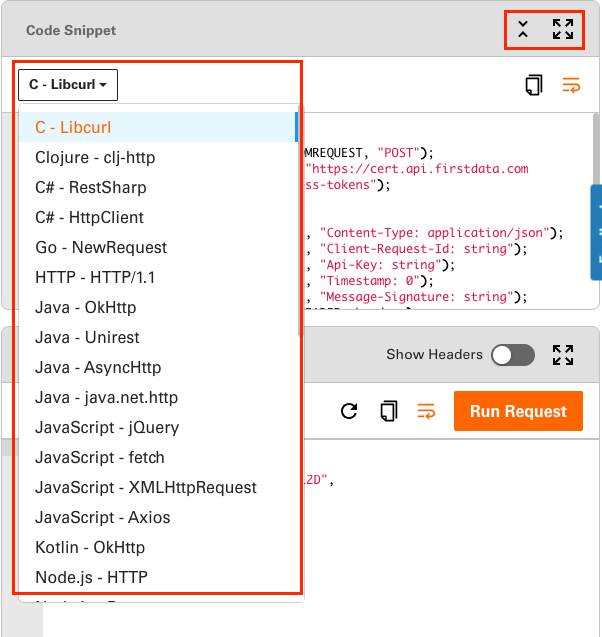 Code Snippet
C - Libcurl
C - Libcurl
Clojure - clj-http
C# - RestSharp
C# - HttpClient
Go - NewRequest
HTTP - HTTP/1.1
Java - OkHttp
Java - Unirest
Java - AsyncHttp
Java - java.net.http
JavaScript - jQuery
JavaScript - fetch
JavaScript - XMLHttpRequest
JavaScript - Axios
Kotlin - OkHttp
Node.js - HTTP
MREQUEST, "POST");
"https://cert.api.firstdata.com
ss-tokens");
, "Content-Type: application/json");
, "Client-Request-Id: string");
, "Api-Key: string");
, "Timestamp: 0");
, "Message-Signature: string");
Show Headers
Run Request
2D",